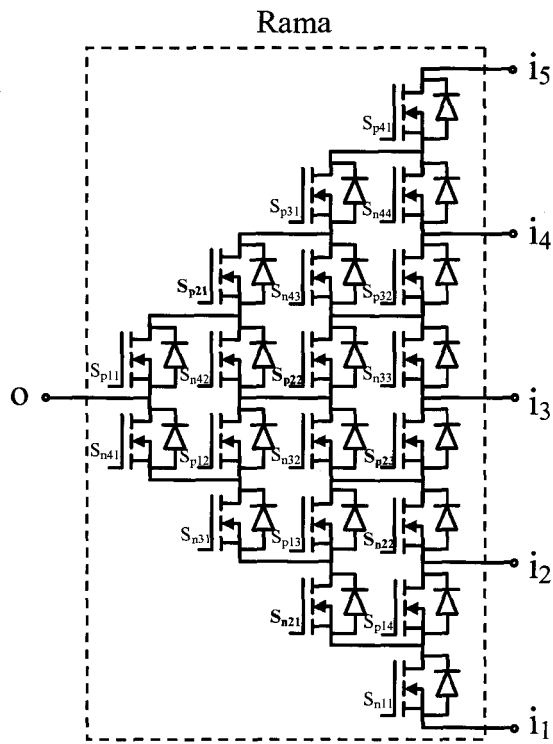 Rama
i5
Sp41
Sp31
Sn44
i4
Sp21
Sn43
Sp32
Sp11
Sn42
Sp22
Sn33
O
i3
Sn41
Sp12
Sn32
Sp23
Sn31
Sp13
Sn22
i2
Sn21
Sp14
Sn11
i1